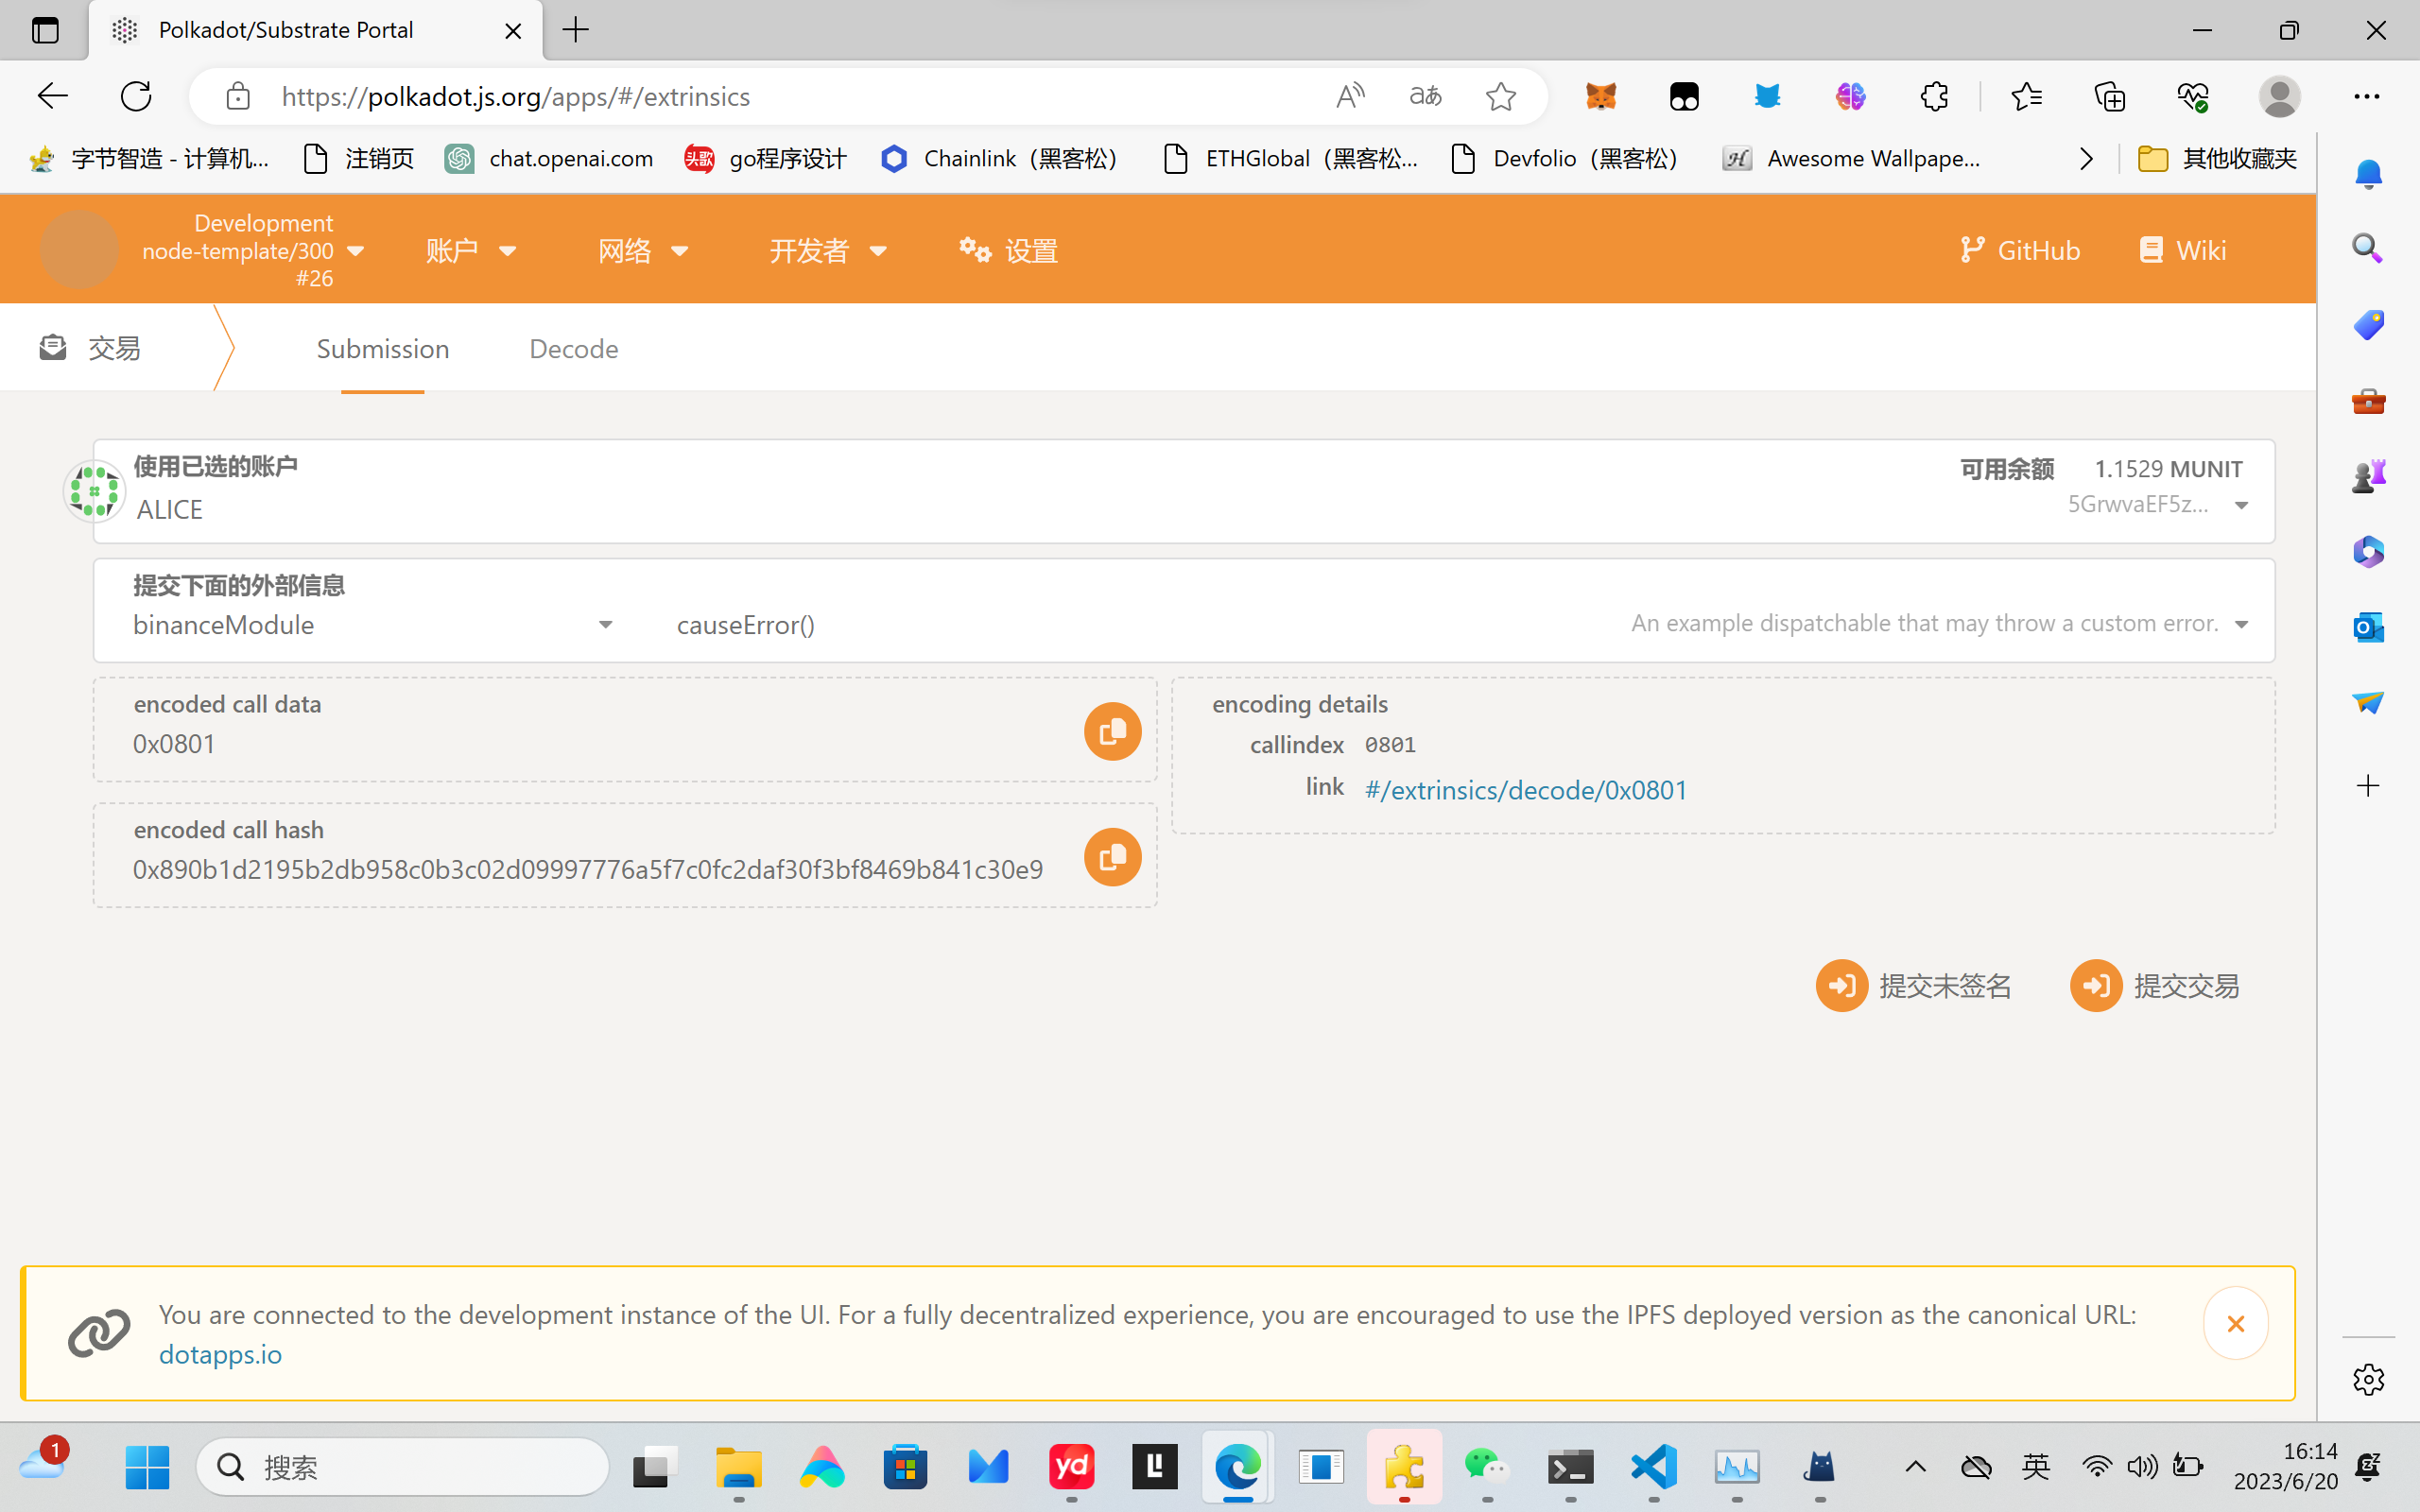 Polkadot/Substrate Portal
https://polkadot.js.org/apps/#/extrinsics
字节智造 - 计算机... 注销页 chat.openai.com 头歌 go程序设计 Chainlink（黑客松） ETHGlobal（黑客松... Devfolio（黑客松） H Awesome Wallpape... 其他收藏夹
Development
node-template/300
#26
账户 网络 开发者 设置 GitHub Wiki
交易 Submission Decode
使用已选的账户
ALICE
可用余额 1.1529 MUNIT
5GrwvaEF5z...
提交下面的外部信息
binanceModule causeError() An example dispatchable that may throw a custom error.
encoded call data
0x0801
encoding details
callindex 0801
link #/extrinsics/decode/0x0801
encoded call hash
0x890b1d2195b2db958c0b3c02d09997776a5f7c0fc2daf30f3bf8469b841c30e9
提交未签名 提交交易
You are connected to the development instance of the UI. For a fully decentralized experience, you are encouraged to use the IPFS deployed version as the canonical URL:
dotapps.io
1 搜索 yd 英 16:14
2023/6/20